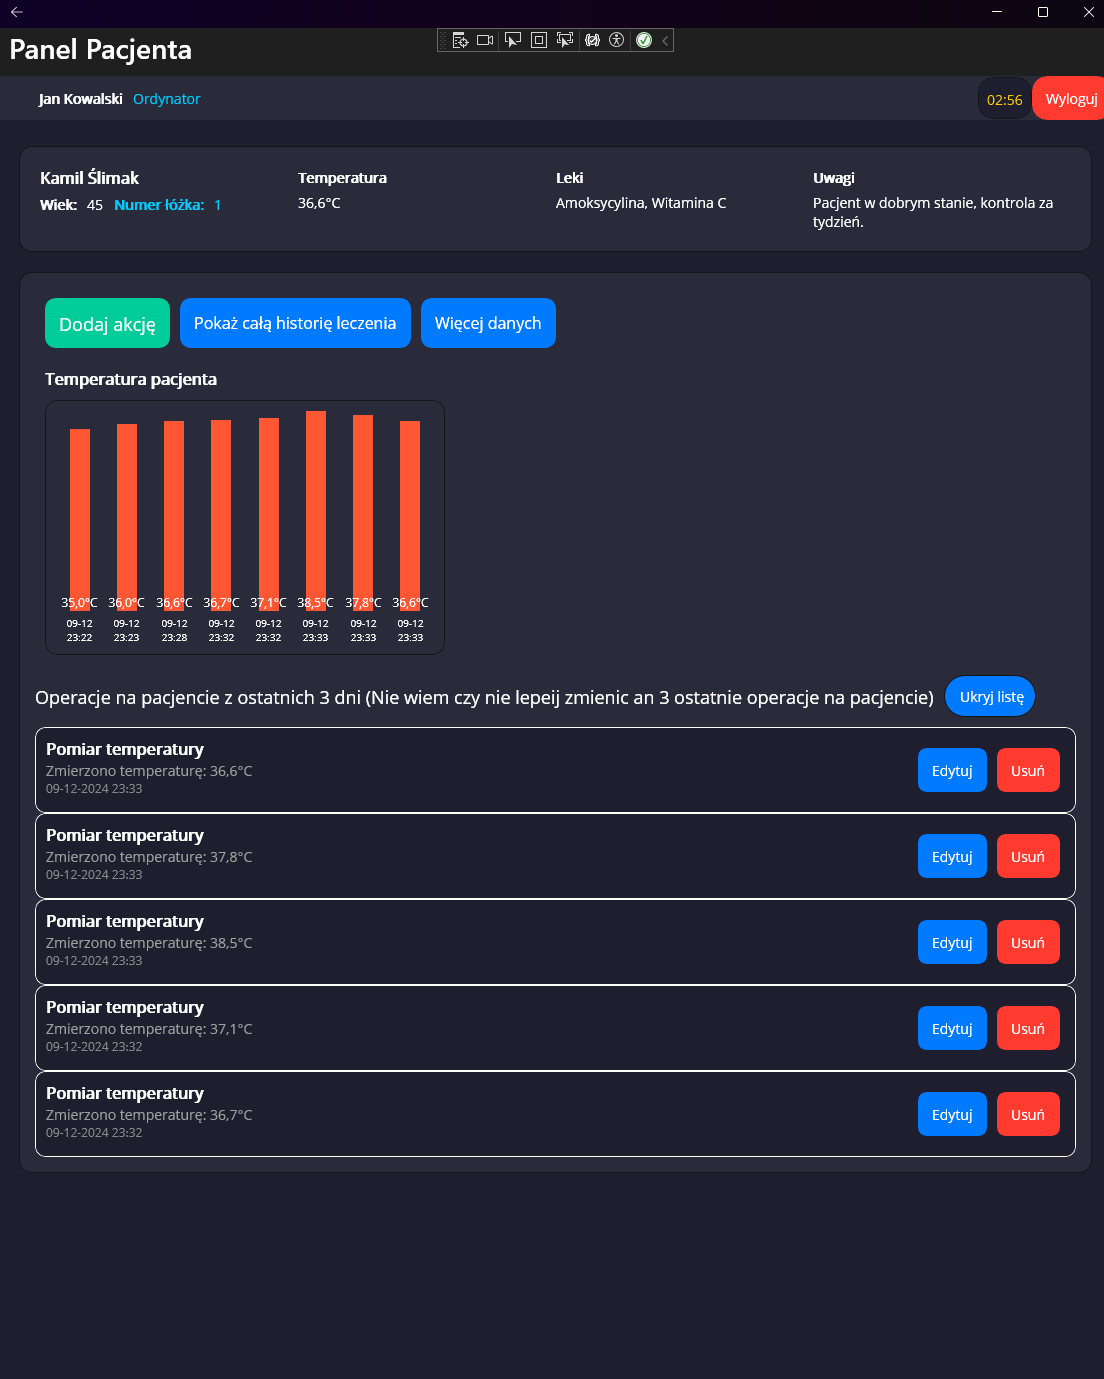 Panel Pacjenta
Jan Kowalski Ordynator 02:56 Wyloguj
Kamil Ślimak
Wiek: 45 Numer łóżka: 1
Temperatura
36,6°C
Leki
Amoksycylina, Witamina C
Uwagi
Pacjent w dobrym stanie, kontrola za
tydzień.
Dodaj akcję Pokaż całą historię leczenia Więcej danych
Temperatura pacjenta
35,0°C 36,0°C 36,6°C 36,7°C 37,1°C 38,5°C 37,8°C 36,6°C
09-12 09-12 09-12 09-12 09-12 09-12 09-12 09-12
23:22 23:23 23:28 23:32 23:32 23:33 23:33 23:33
Operacje na pacjencie z ostatnich 3 dni (Nie wiem czy nie lepeij zmienic an 3 ostatnie operacje na pacjencie) Ukryj listę
Pomiar temperatury
Zmierzono temperaturę: 36,6°C
09-12-2024 23:33
Edytuj Usuń
Pomiar temperatury
Zmierzono temperaturę: 37,8°C
09-12-2024 23:33
Edytuj Usuń
Pomiar temperatury
Zmierzono temperaturę: 38,5°C
09-12-2024 23:33
Edytuj Usuń
Pomiar temperatury
Zmierzono temperaturę: 37,1°C
09-12-2024 23:32
Edytuj Usuń
Pomiar temperatury
Zmierzono temperaturę: 36,7°C
09-12-2024 23:32
Edytuj Usuń